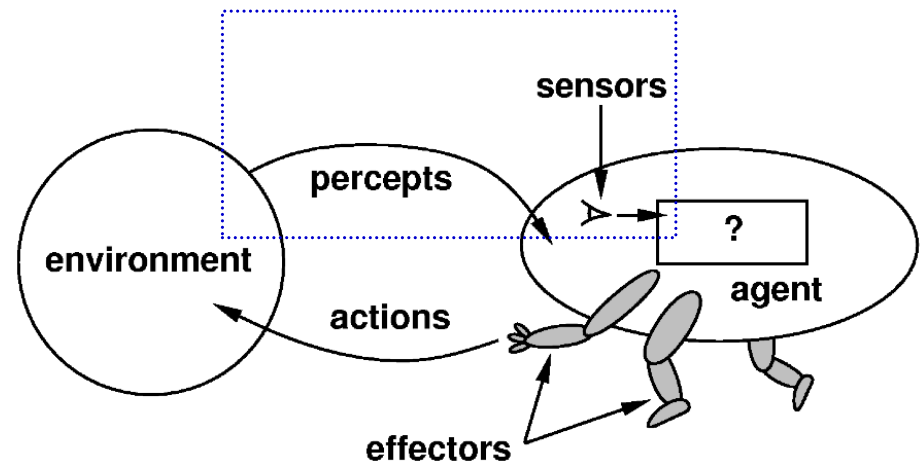 sensors
percepts
?
environment
agent
actions
effectors